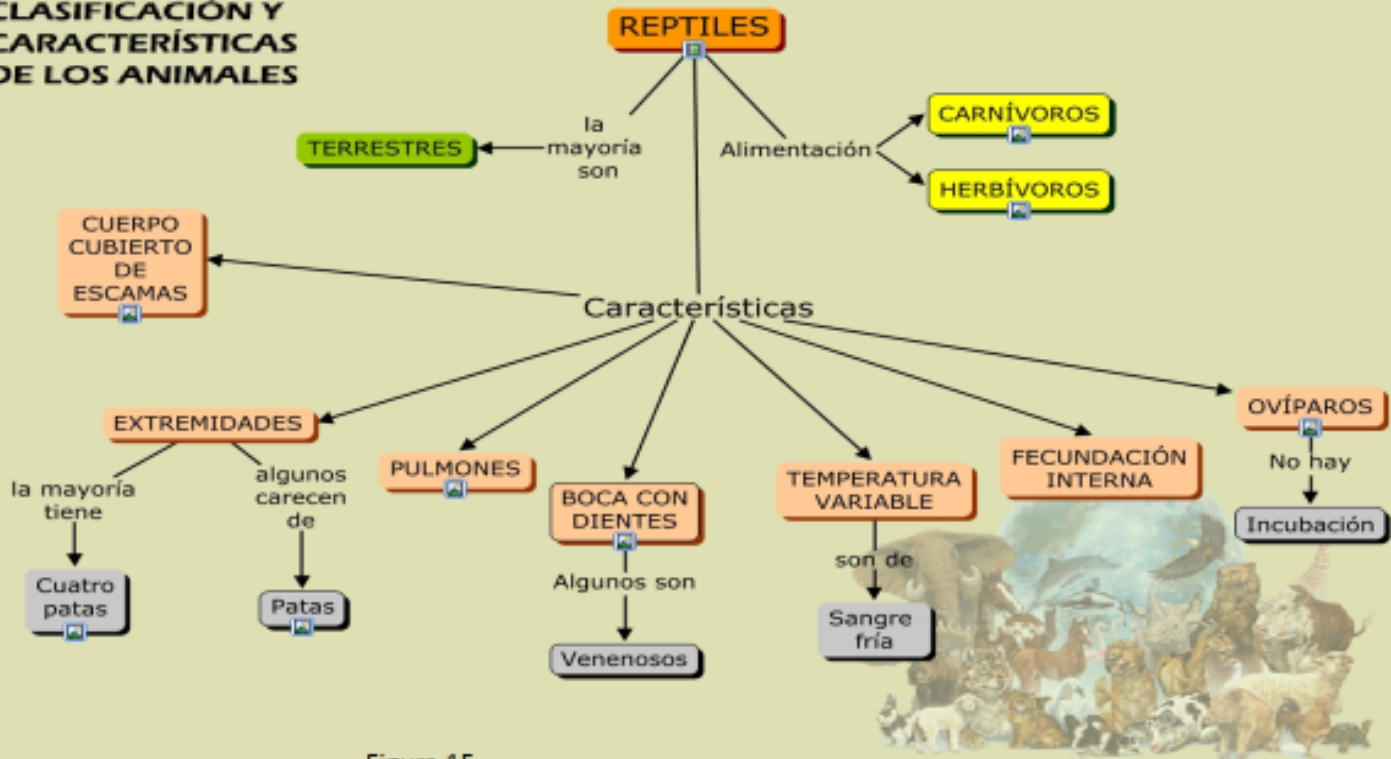 CLASIFICACIÓN Y
CARACTERÍSTICAS
DE LOS ANIMALES
REPTILES
la
mayoría
son
TERRESTRES
Alimentación
CARNÍVOROS
HERBÍVOROS
CUERPO
CUBIERTO
DE
ESCAMAS
Características
EXTREMIDADES
la mayoría
tiene
Cuatro
patas
algunos
carecen
de
Patas
PULMONES
BOCA CON
DIENTES
Algunos son
Venenosos
TEMPERATURA
VARIABLE
son de
Sangre
fría
FECUNDACIÓN
INTERNA
OVÍPAROS
No hay
Incubación
Figura 15